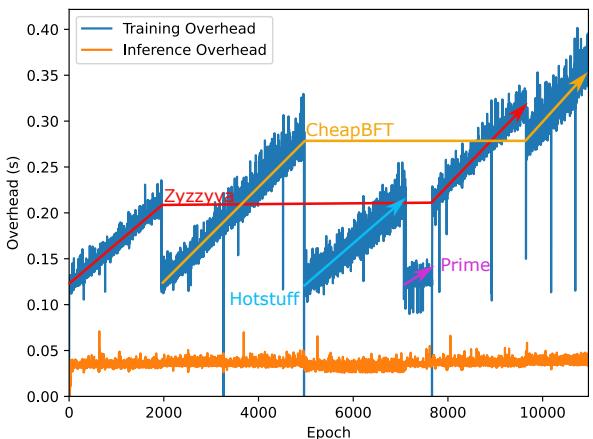 Training Overhead
Inference Overhead
Overhead (s)
0.40
0.35
0.30
0.25
0.20
0.15
0.10
0.05
0.00
CheapBFT
Zyzzyva
Prime
Hotstuff
0
2000
4000
6000
8000
10000
Epoch